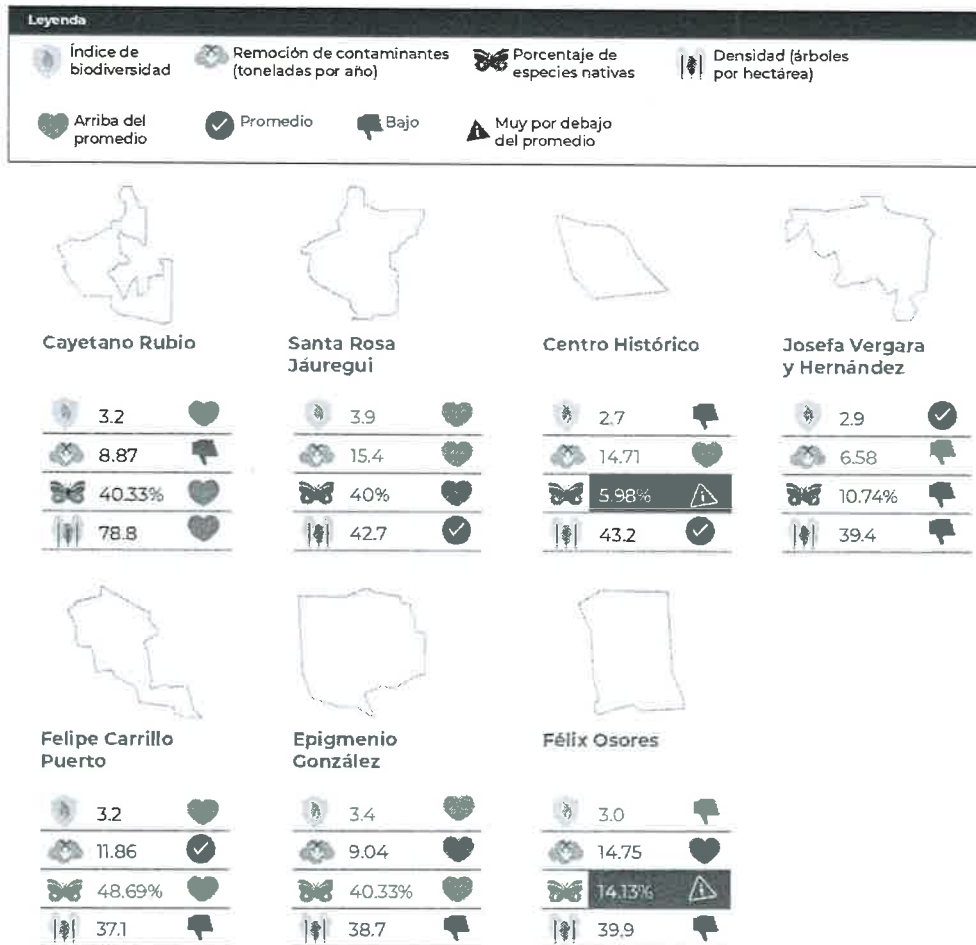 Leyenda
Índice de
biodiversidad
Remoción de contaminantes
(toneladas por año)
Porcentaje de
especies nativas
Densidad (árboles
por hectárea)
Arriba del
promedio
Promedio
Bajo
Muy por debajo
del promedio
Cayetano Rubio
3.2
8.87
40.33%
78.8
Santa Rosa
Jáuregui
3.9
15.4
40%
42.7
Centro Histórico
2.7
14.71
5.98%
43.2
Josefa Vergara
y Hernández
2.9
6.58
10.74%
39.4
Felipe Carrillo
Puerto
3.2
11.86
48.69%
37.1
Epigmenio
González
3.4
9.04
40.33%
38.7
Félix Osores
3.0
14.75
14.13%
39.9